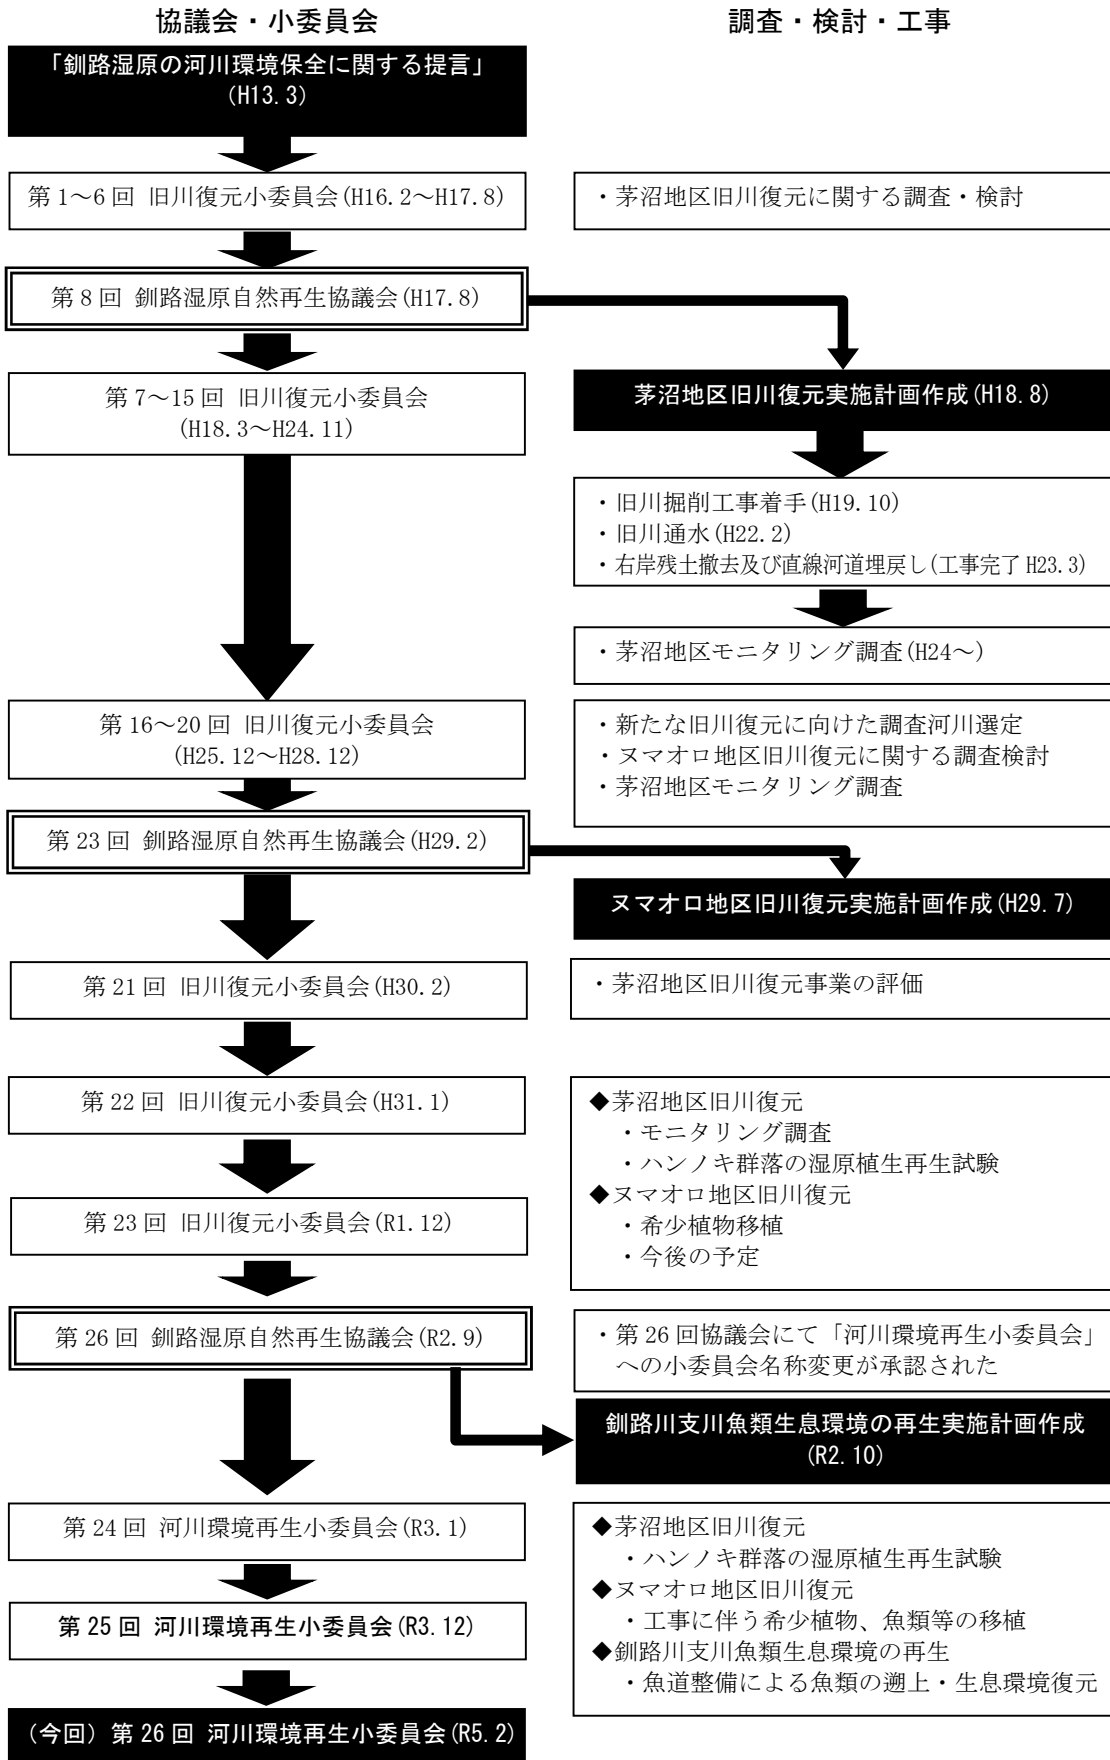 協議会・小委員会
調査・検討・工事
「釧路湿原の河川環境保全に関する提言」
(H13.3)
第1～6回 旧川復元小委員会(H16.2～H17.8)
・茅沼地区旧川復元に関する調査・検討
第8回 釧路湿原自然再生協議会(H17.8)
第7～15回 旧川復元小委員会
(H18.3～H24.11)
茅沼地区旧川復元実施計画作成(H18.8)
・旧川掘削工事着手(H19.10)
・旧川通水(H22.2)
・右岸残土撤去及び直線河道埋戻し(工事完了H23.3)
・茅沼地区モニタリング調査(H24～)
第16～20回 旧川復元小委員会
(H25.12～H28.12)
・新たな旧川復元に向けた調査河川選定
・ヌマオロ地区旧川復元に関する調査検討
・茅沼地区モニタリング調査
第23回 釧路湿原自然再生協議会(H29.2)
ヌマオロ地区旧川復元実施計画作成(H29.7)
第21回 旧川復元小委員会(H30.2)
・茅沼地区旧川復元事業の評価
第22回 旧川復元小委員会(H31.1)
第23回 旧川復元小委員会(R1.12)
◆茅沼地区旧川復元
・モニタリング調査
・ハンノキ群落の湿原植生再生試験
◆ヌマオロ地区旧川復元
・希少植物移植
・今後の予定
第26回 釧路湿原自然再生協議会(R2.9)
・第26回協議会にて「河川環境再生小委員会」
への小委員会名称変更が承認された
釧路川支川魚類生息環境の再生実施計画作成
(R2.10)
第24回 河川環境再生小委員会(R3.1)
第25回 河川環境再生小委員会(R3.12)
◆茅沼地区旧川復元
・ハンノキ群落の湿原植生再生試験
◆ヌマオロ地区旧川復元
・工事に伴う希少植物、魚類等の移植
◆釧路川支川魚類生息環境の再生
・魚道整備による魚類の遡上・生息環境復元
(今回) 第26回 河川環境再生小委員会(R5.2)